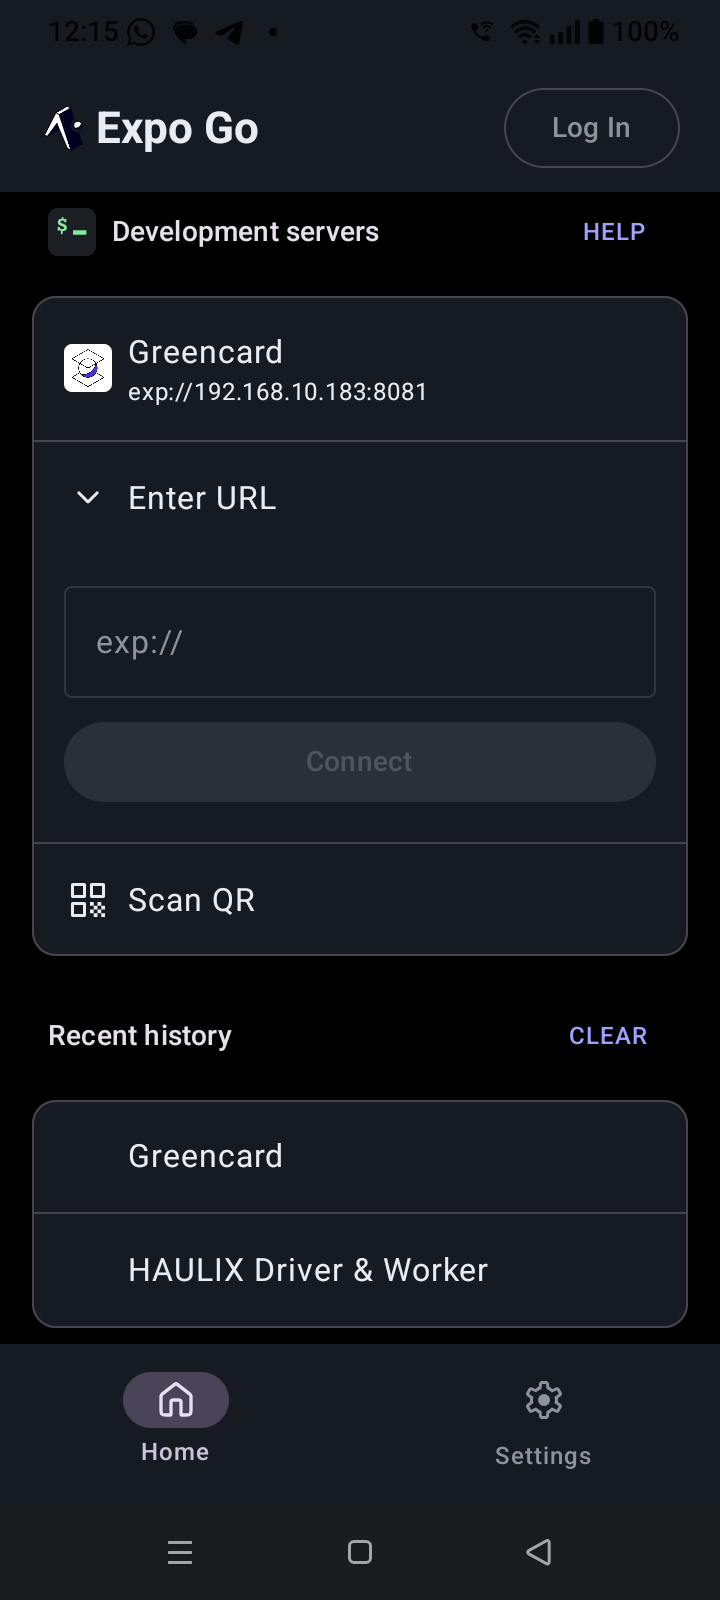 12:15
100%
Expo Go
Log In
$
Development servers
HELP
Greencard
exp://192.168.10.183:8081
Enter URL
exp://
Connect
Scan QR
Recent history
CLEAR
Greencard
HAULIX Driver & Worker
Home
Settings